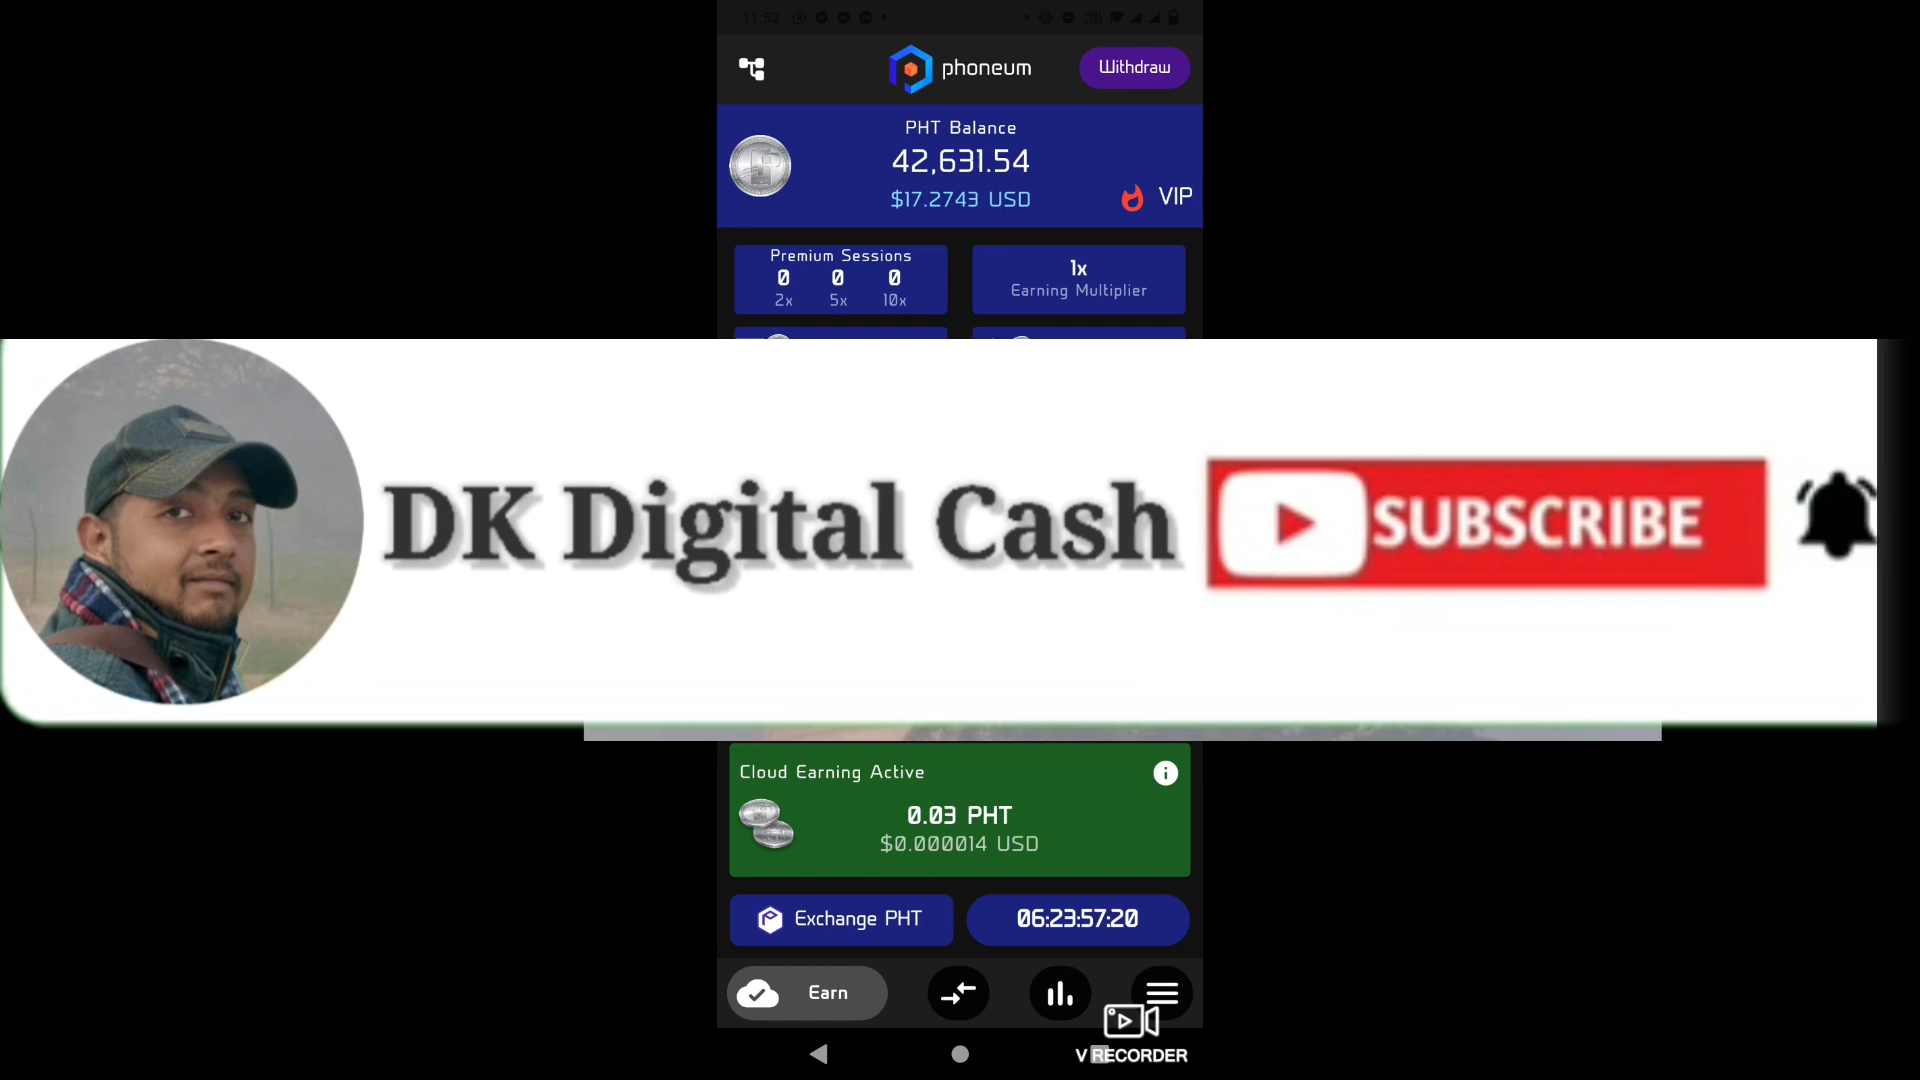 11:52
phoneum
Withdraw
PHT Balance
42,631.54
$17.2743 USD
VIP
Premium Sessions
0 0 0
2x 5x 10x
1x
Earning Multiplier
DK Digital Cash
SUBSCRIBE
Cloud Earning Active
0.03 PHT
$0.000014 USD
Exchange PHT
06:23:57:20
Earn
V RECORDER